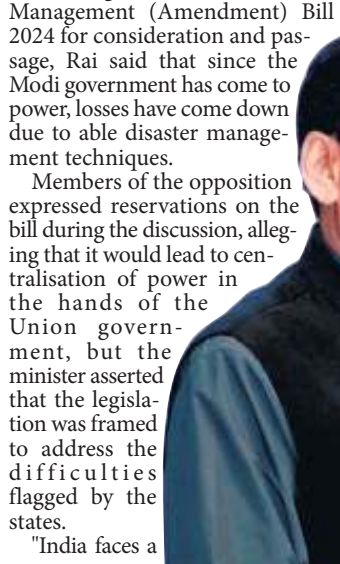 Management (Amendment) Bill
2024 for consideration and pas-
sage, Rai said that since the
Modi government has come to
power, losses have come down
due to able disaster manage-
ment techniques.
Members of the opposition
expressed reservations on the
bill during the discussion, alleg-
ing that it would lead to cen-
tralisation of power in
the hands of the
Union govern-
ment, but the
minister asserted
that the legisla-
tion was framed
to address the
difficulties
flagged by the
states.
"India faces a